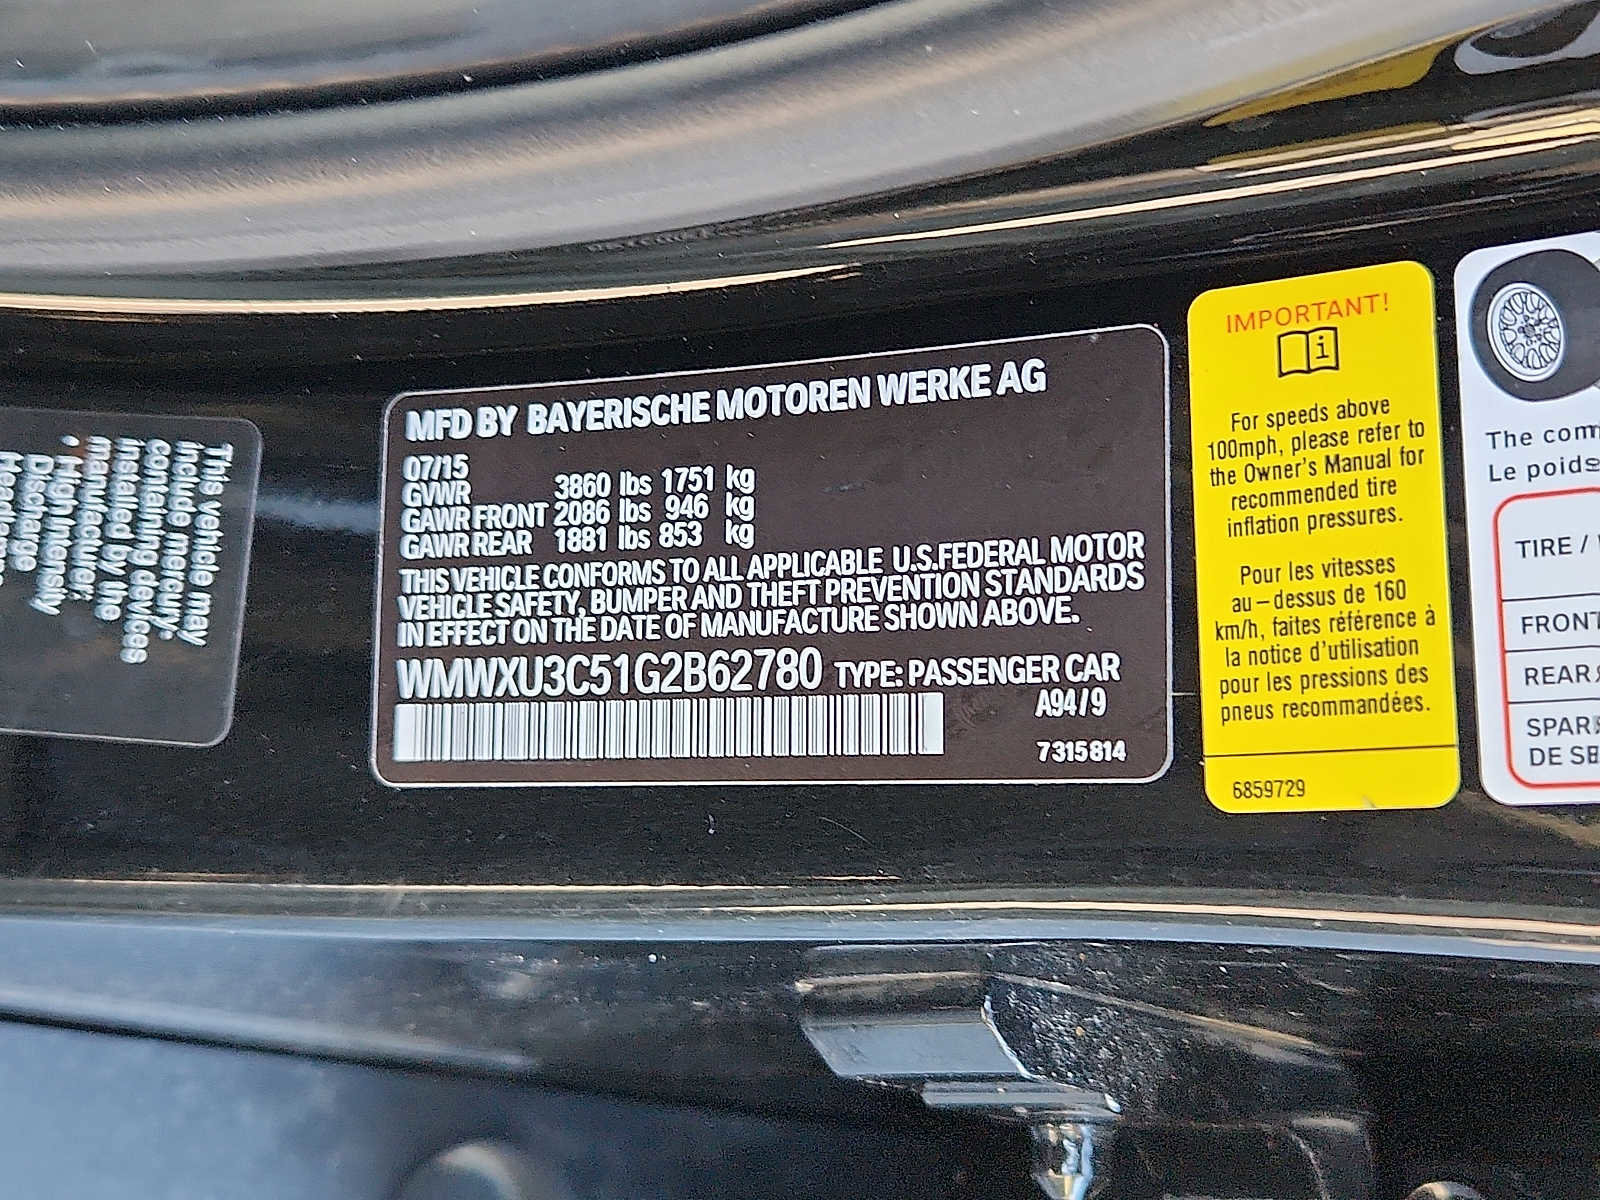 This vehicle may
include mercury-
containing devices
installed by the
manufacturer:
• High Intensity
Discharge
MFD BY BAYERISCHE MOTOREN WERKE AG
07/15
GVWR 3860 lbs 1751 kg
GAWR FRONT 2086 lbs 946 kg
GAWR REAR 1881 lbs 853 kg
THIS VEHICLE CONFORMS TO ALL APPLICABLE U.S.FEDERAL MOTOR
VEHICLE SAFETY, BUMPER AND THEFT PREVENTION STANDARDS
IN EFFECT ON THE DATE OF MANUFACTURE SHOWN ABOVE.
WMWXU3C51G2B62780 TYPE: PASSENGER CAR
A94/9
7315814
IMPORTANT!
i
For speeds above
100mph, please refer to
the Owner's Manual for
recommended tire
inflation pressures.
Pour les vitesses
au – dessus de 160
km/h, faites référence à
la notice d'utilisation
pour les pressions des
pneus recommandées.
6859729
The com
Le poids
TIRE /
FRONT
REAR
SPAR
DE SE